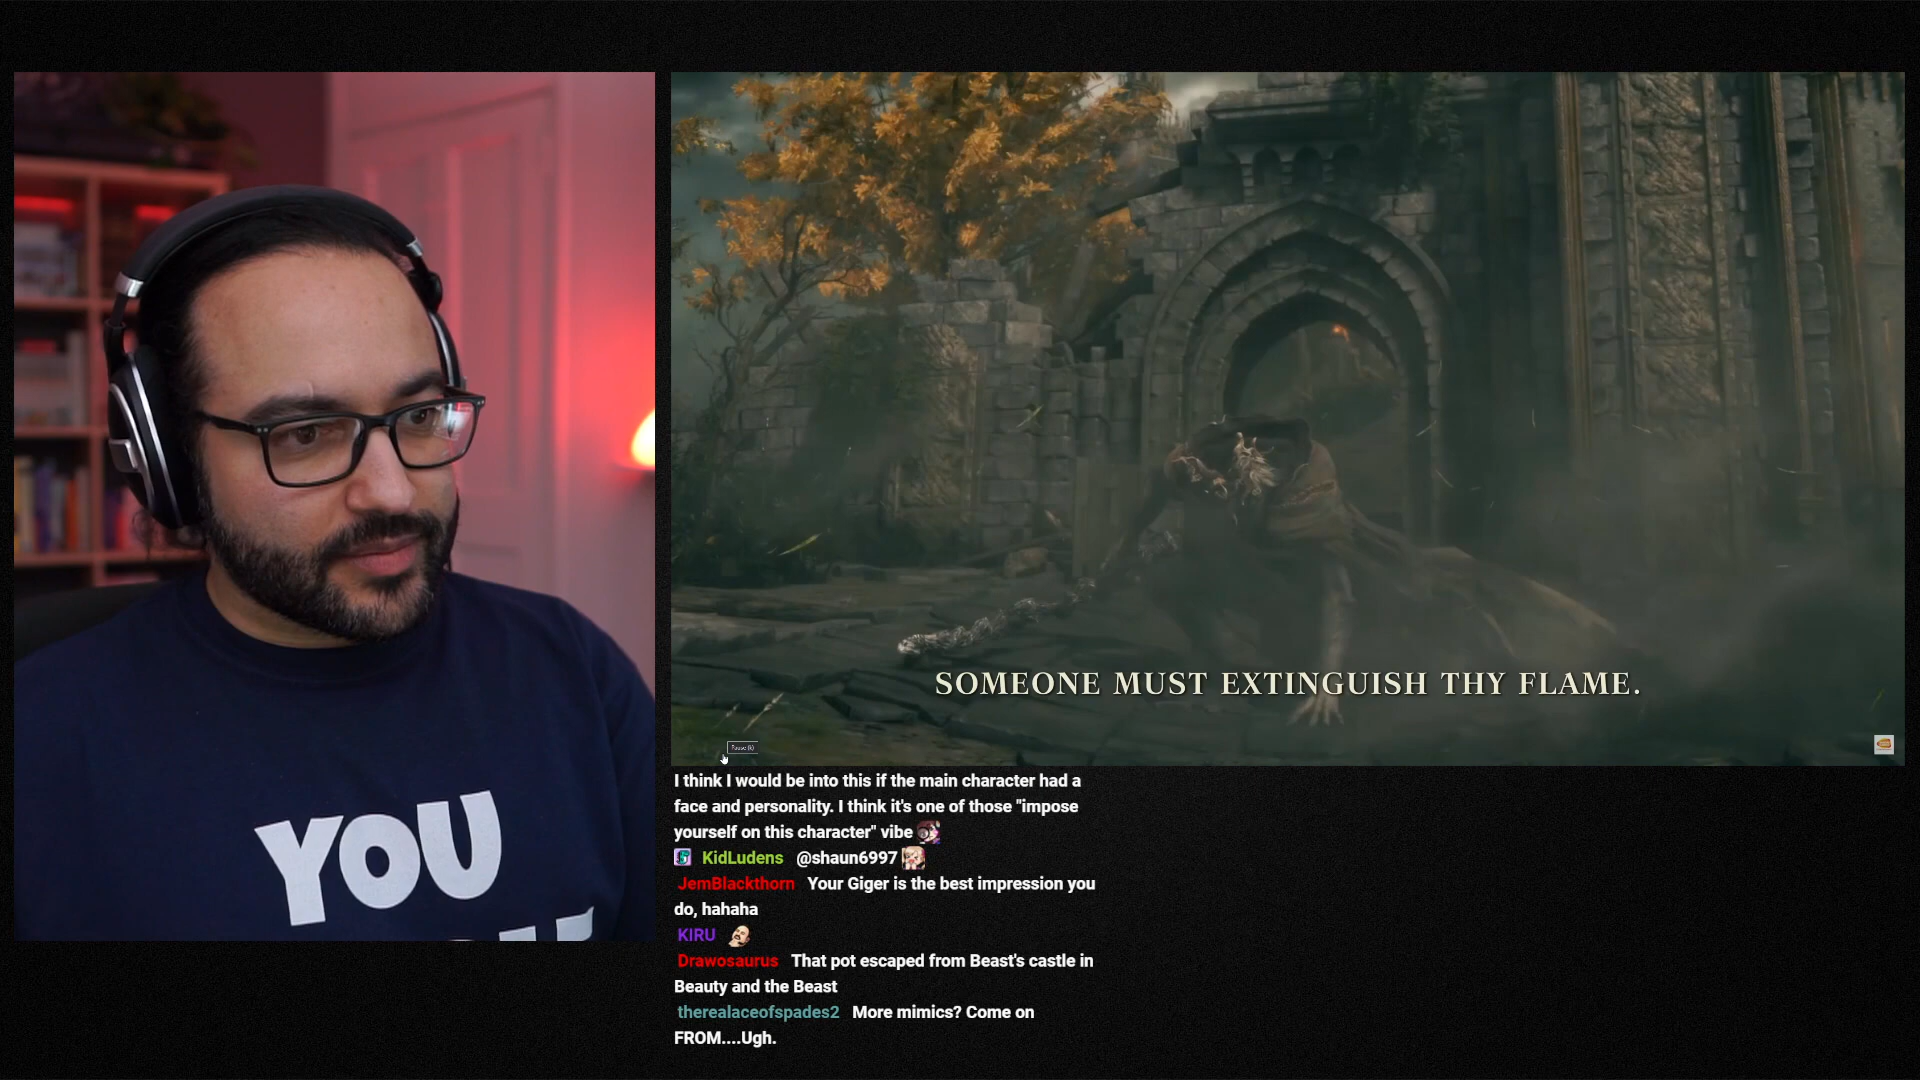 YOU
SOMEONE MUST EXTINGUISH THY FLAME.
Pause (k)
I think I would be into this if the main character had a
face and personality. I think it's one of those "impose
yourself on this character" vibe
KidLudens @shaun6997
JemBlackthorn Your Giger is the best impression you
do, hahaha
KIRU
Drawosaurus That pot escaped from Beast's castle in
Beauty and the Beast
therealaceofspades2 More mimics? Come on
FROM....Ugh.